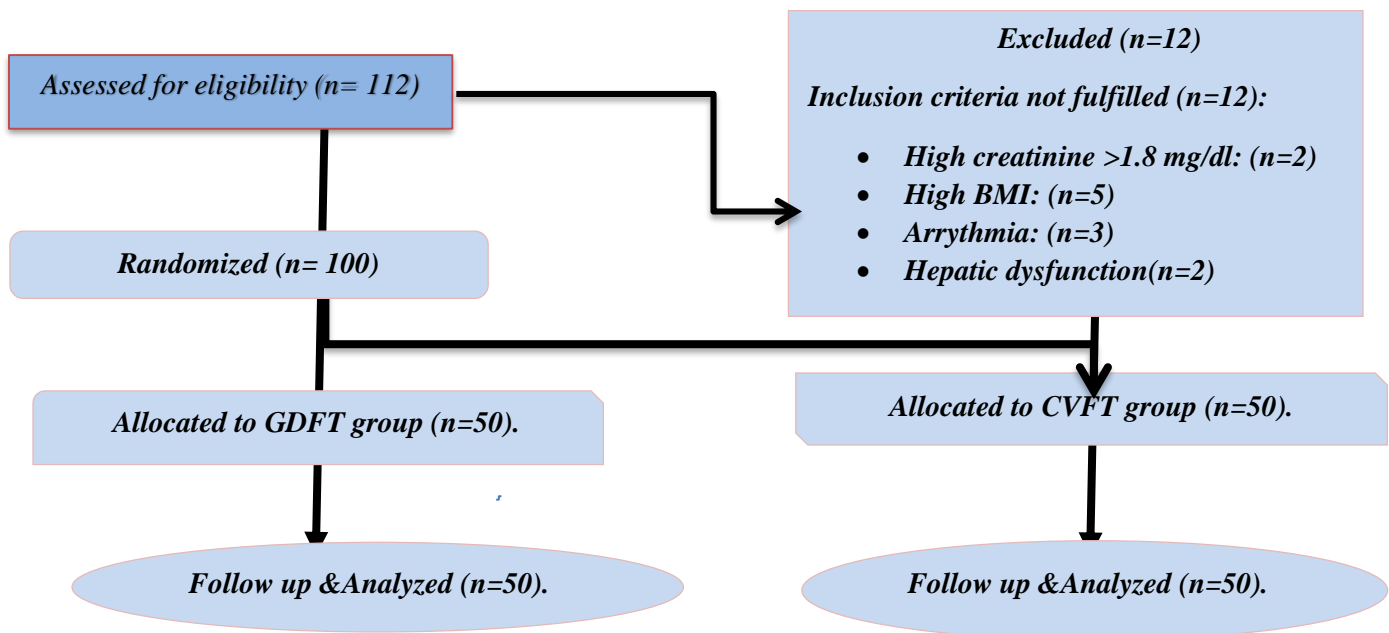 Assessed for eligibility (n= 112)
Excluded (n=12)
Inclusion criteria not fulfilled (n=12):
• High creatinine >1.8 mg/dl: (n=2)
• High BMI: (n=5)
• Arrythmia: (n=3)
• Hepatic dysfunction(n=2)
Randomized (n= 100)
Allocated to GDFT group (n=50).
Allocated to CVFT group (n=50).
Follow up &Analyzed (n=50).
Follow up &Analyzed (n=50).